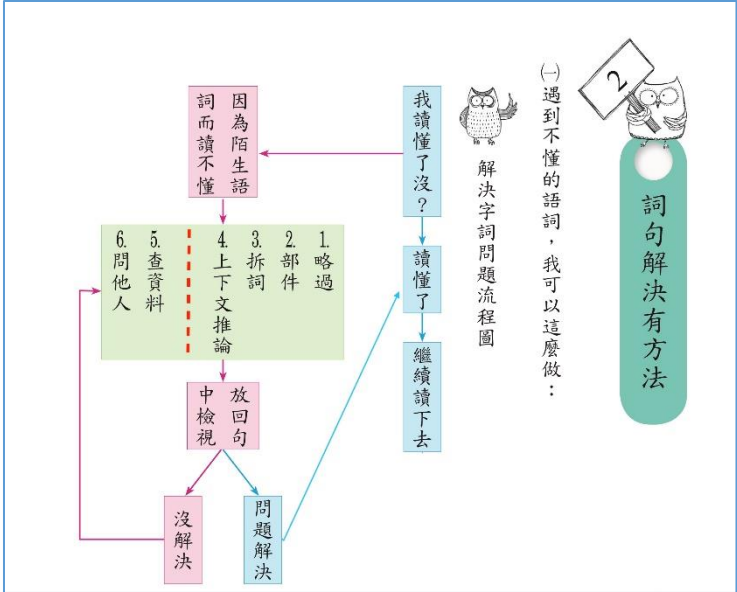 2
詞句解決有方法
㈠遇到不懂的語詞，我可以這麼做：
解決字詞問題流程圖
我讀懂了沒？
讀懂了
繼續讀下去
因為陌生語
詞而讀不懂
1.略過
2.部件
3.拆詞
4.上下文推論
5.查資料
6.問他人
放回句
中檢視
問題解決
沒解決